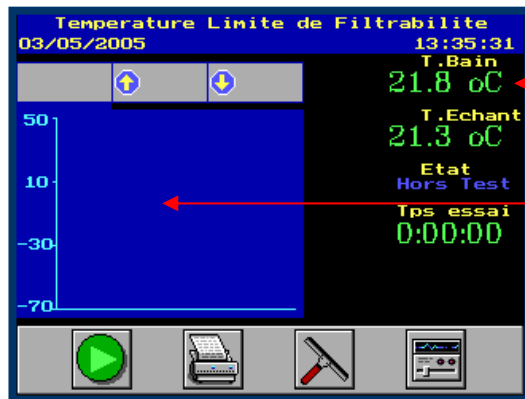 Temperature Limite de Filtrabilite
03/05/2005 13:35:31
T.Bain
21.8 oC
T.Echant
21.3 oC
Etat
Hors Test
Tps essai
0:00:00
50
10
-30
-70